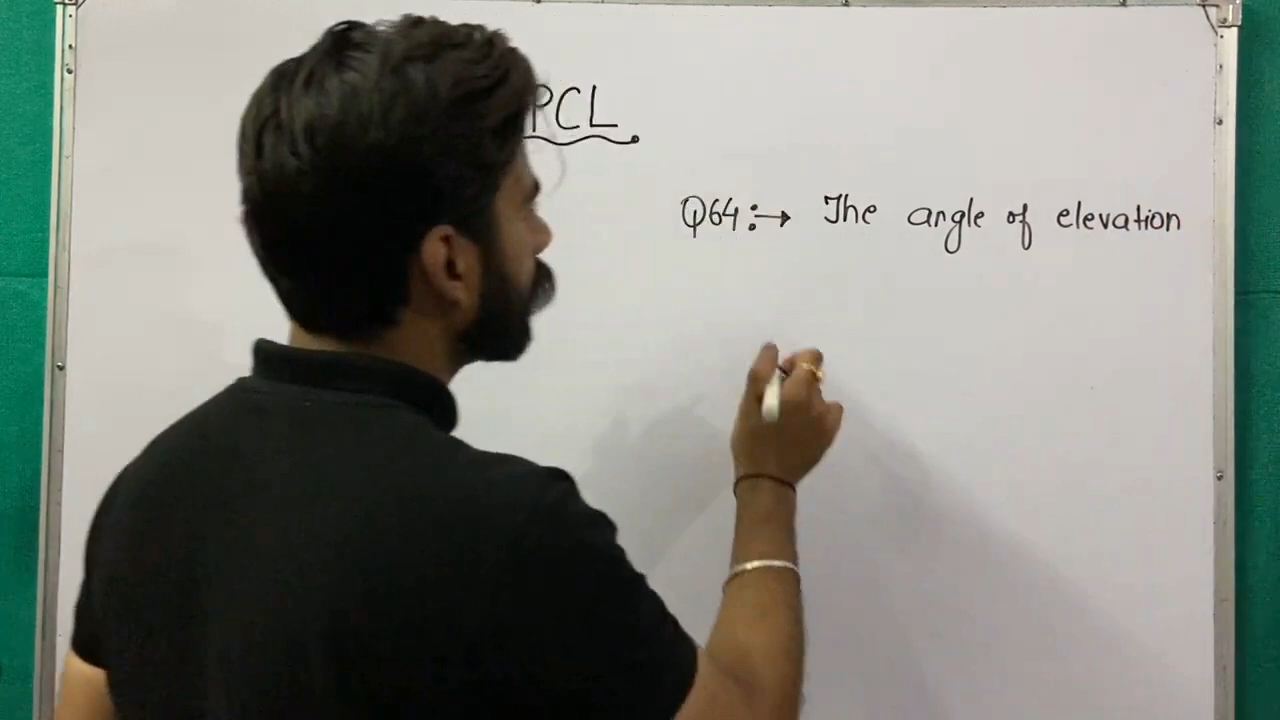 PCL
Q64:→ The angle of elevation